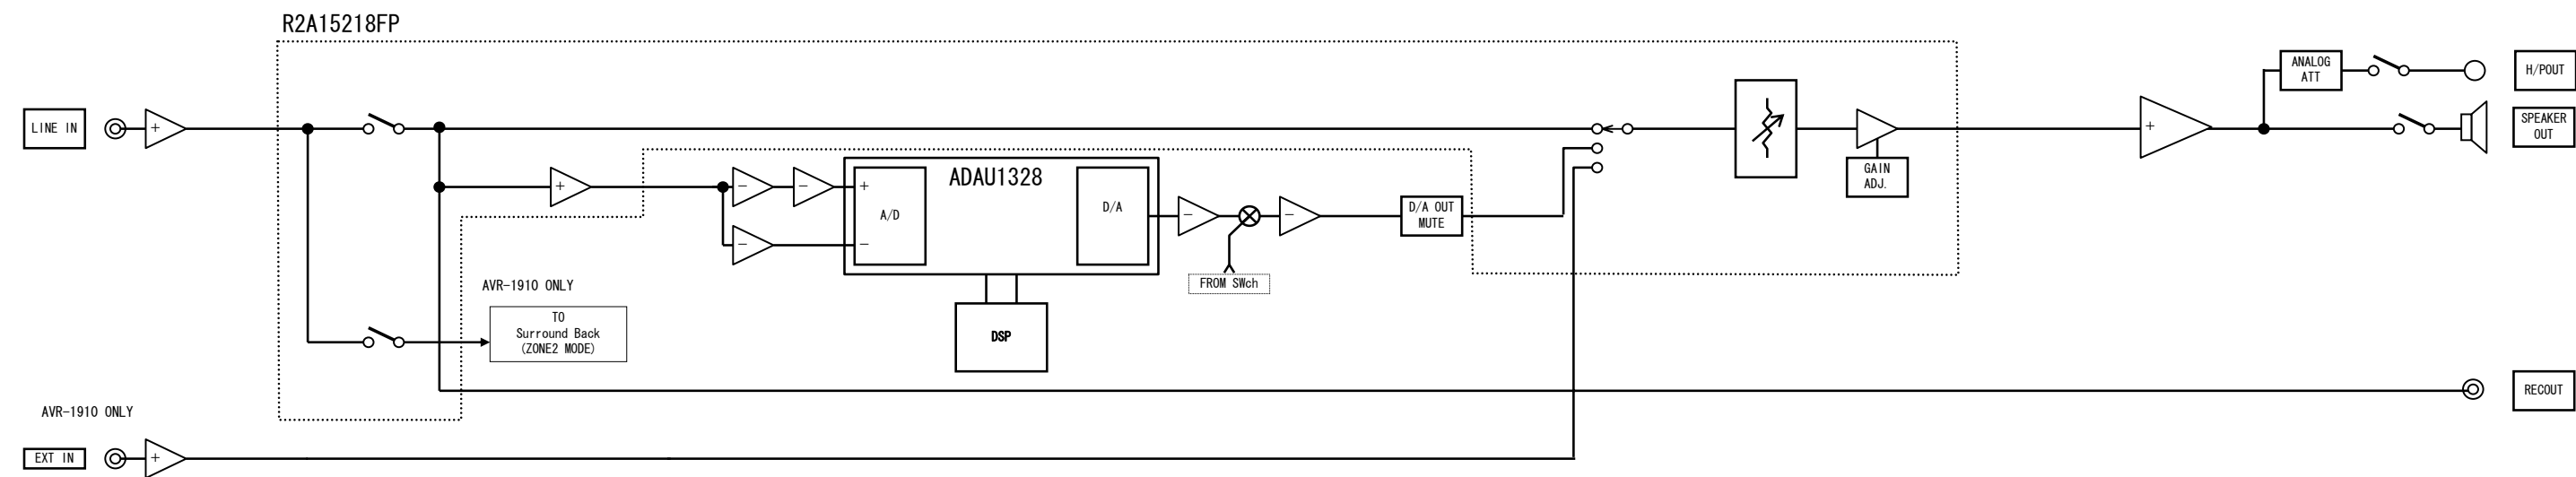 R2A15218FP
LINE IN
+
+
-
-
-
+
-
A/D
ADAU1328
D/A
-
-
FROM SWch
D/A OUT
MUTE
GAIN
ADJ.
+
ANALOG
ATT
H/POUT
SPEAKER
OUT
AVR-1910 ONLY
TO
Surround Back
(ZONE2 MODE)
DSP
RECOUT
AVR-1910 ONLY
EXT IN
+